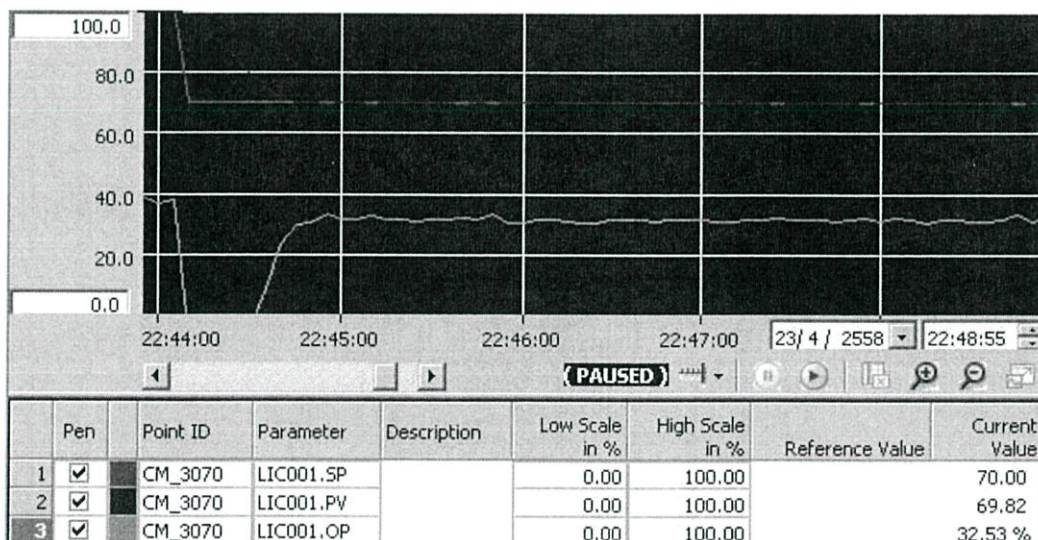 100.0
80.0
60.0
40.0
20.0
0.0
22:44:00 22:45:00 22:46:00 22:47:00 23/ 4 / 2558 22:48:55
(PAUSED)
Pen Point ID Parameter Description Low Scale in % High Scale in % Reference Value Current Value
1 CM_3070 LIC001.SP 0.00 100.00 70.00
2 CM_3070 LIC001.PV 0.00 100.00 69.82
3 CM_3070 LIC001.OP 0.00 100.00 32.53 %